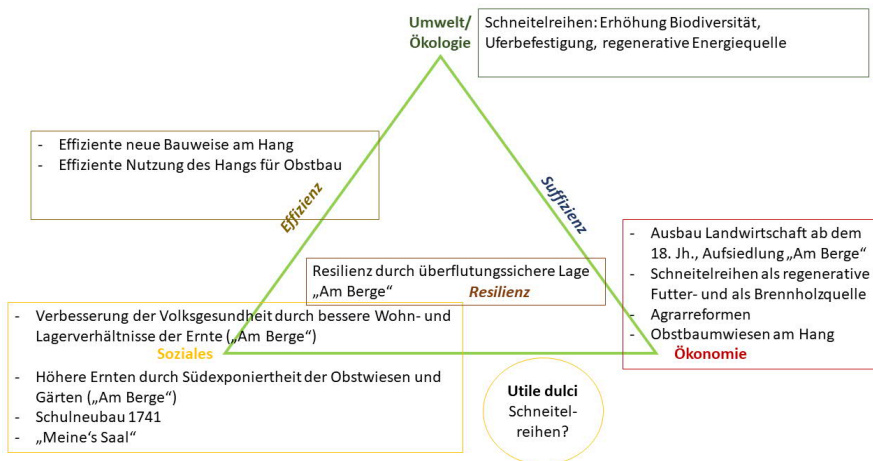 Umwelt/
Ökologie
Schneitelreihen: Erhöhung Biodiversität,
Uferbefestigung, regenerative Energiequelle
- Effiziente neue Bauweise am Hang
- Effiziente Nutzung des Hangs für Obstbau
Effizienz
Suffizienz
- Ausbau Landwirtschaft ab dem
18. Jh., Aufsiedlung „Am Berge“
- Schneitelreihen als regenerative
Futter- und als Brennholzquelle
- Agrarreformen
- Obstbaumwiesen am Hang
Ökonomie
Resilienz durch überflutungssichere Lage
„Am Berge“ Resilienz
- Verbesserung der Volksgesundheit durch bessere Wohn- und
Lagerverhältnisse der Ernte („Am Berge“)
Soziales
- Höhere Ernten durch Südexponiertheit der Obstwiesen und
Gärten („Am Berge“)
- Schulneubau 1741
- „Meine‘s Saal“
Utile dulci
Schneitel-
reihen?